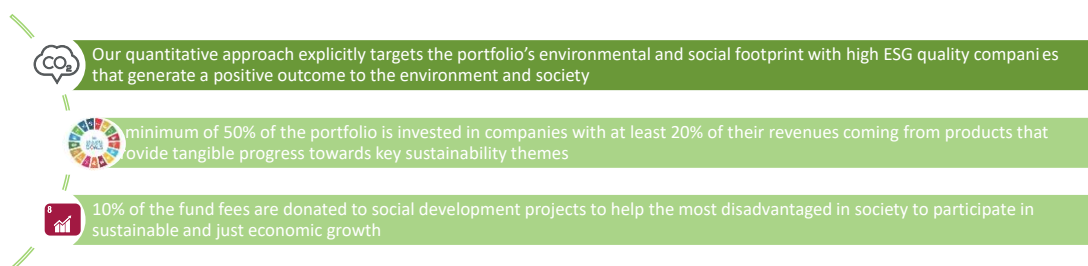 CO2
Our quantitative approach explicitly targets the portfolio's environmental and social footprint with high ESG quality companies
that generate a positive outcome to the environment and society
minimum of 50% of the portfolio is invested in companies with at least 20% of their revenues coming from products that
ovide tangible progress towards key sustainability themes
8
10% of the fund fees are donated to social development projects to help the most disadvantaged in society to participate in
sustainable and just economic growth